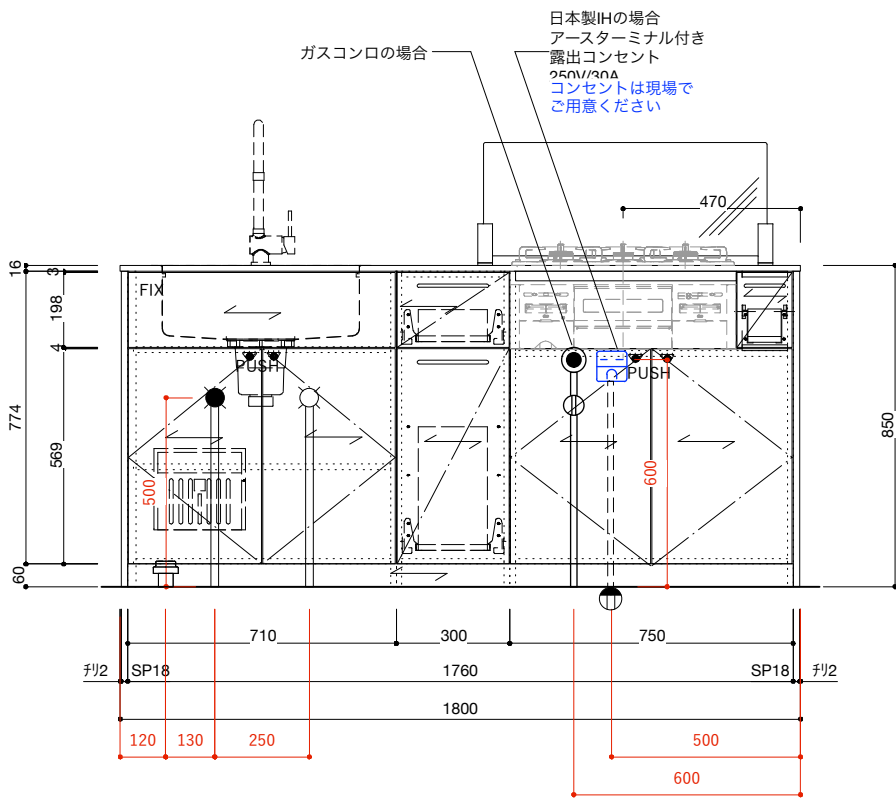 日本製IHの場合
アースターミナル付き
露出コンセント
250V/30A
コンセントは現場で
ご用意ください
ガスコンロの場合
470
16
3
FIX
198
4
PUSH
PUSH
774
569
500
600
850
60
710
300
750
ﾁﾘ2
SP18
1760
SP18
ﾁﾘ2
1800
120
130
250
500
600